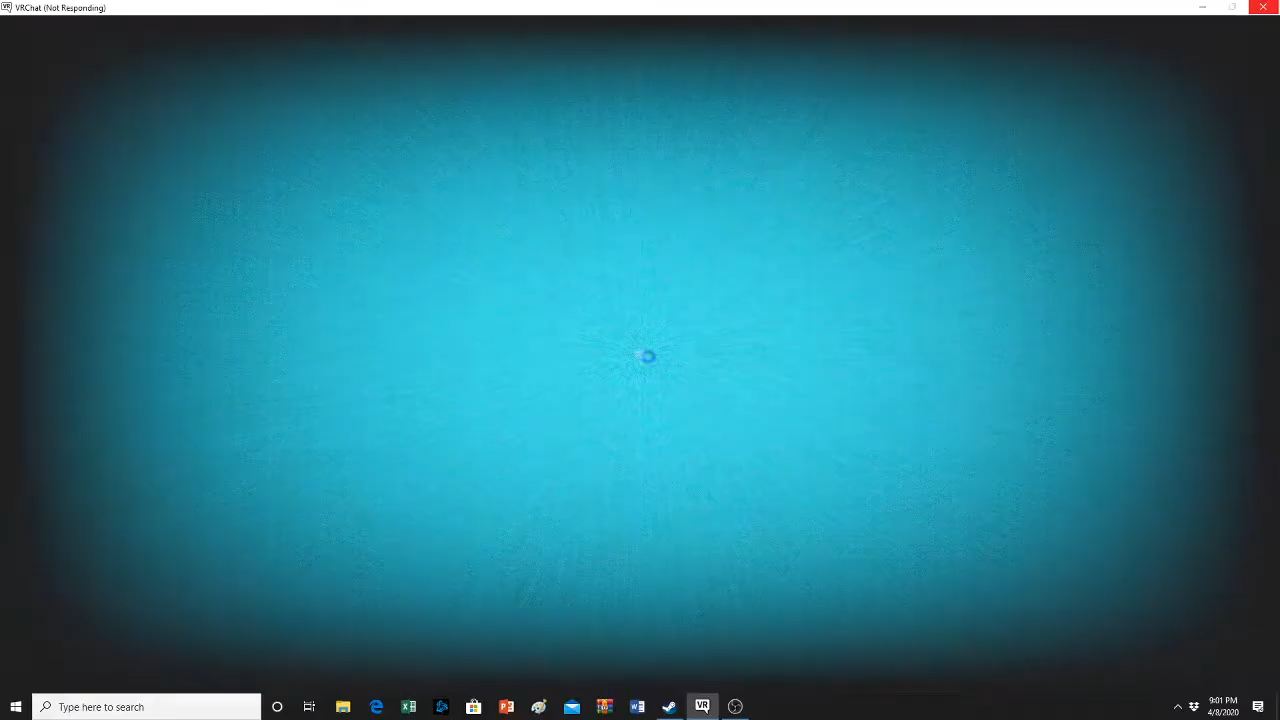 VRChat (Not Responding)
Type here to search
9:01 PM
4/8/2020